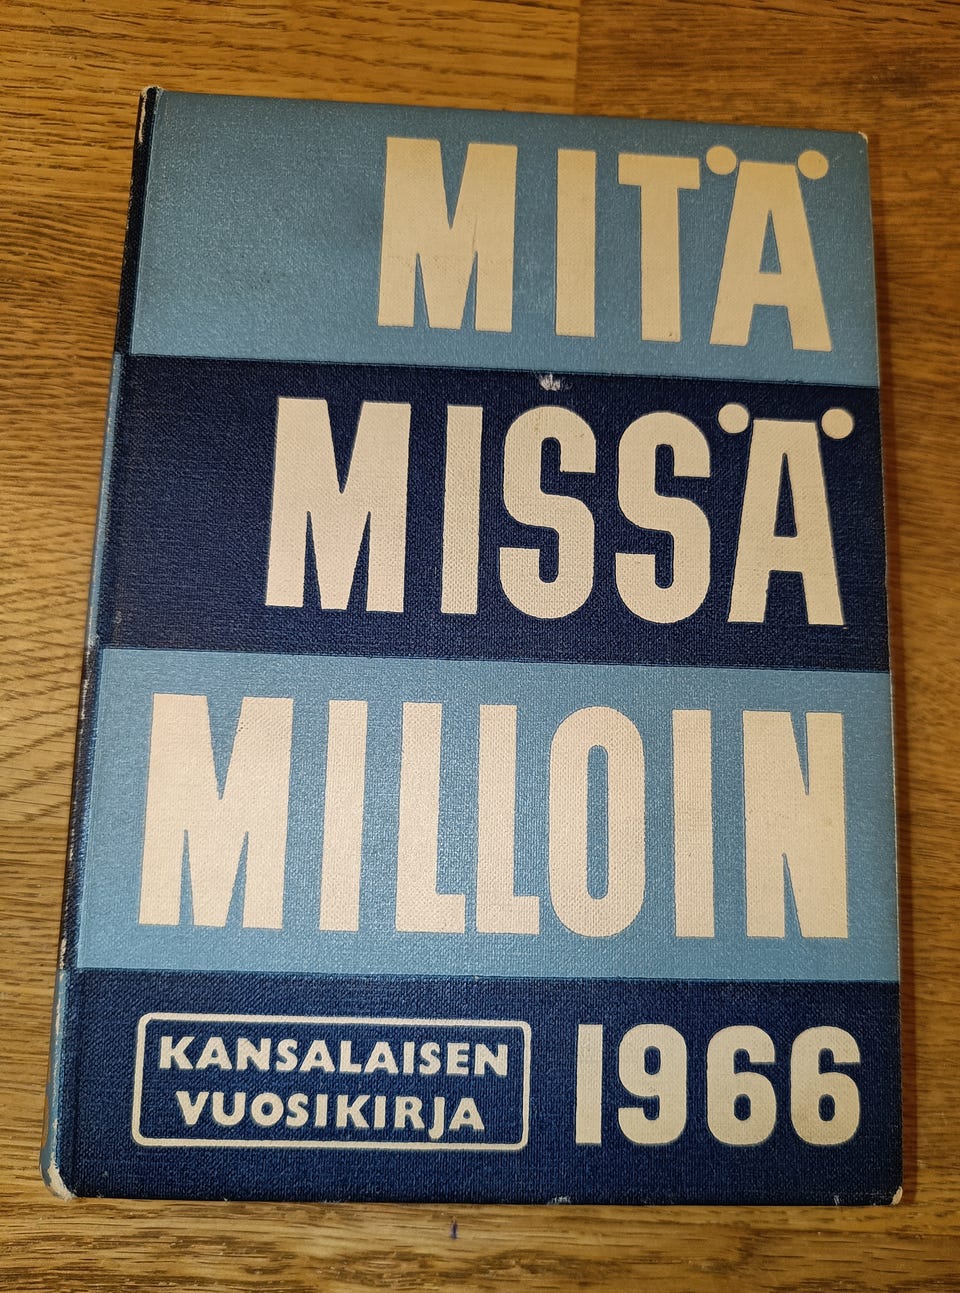 MITÄ
MISSÄ
MILLOIN
KANSALAISEN
VUOSIKIRJA
1966